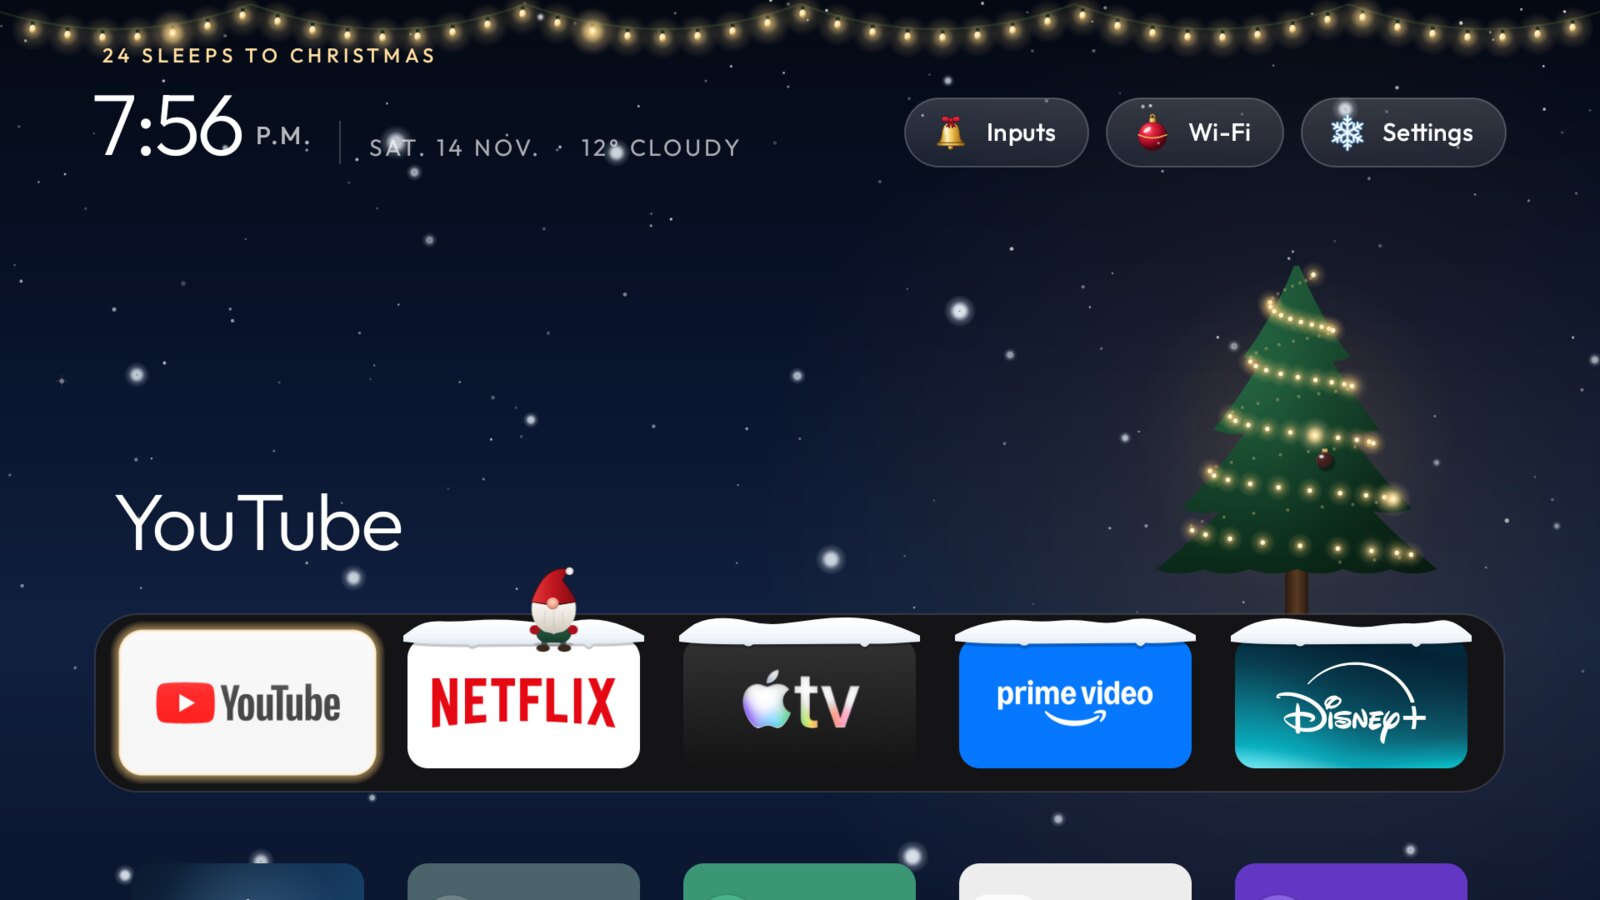 24 SLEEPS TO CHRISTMAS
7:56 P.M. SAT. 14 NOV. · 12° CLOUDY
Inputs
Wi-Fi
Settings
YouTube
YouTube
NETFLIX
tv
prime video
Disney+